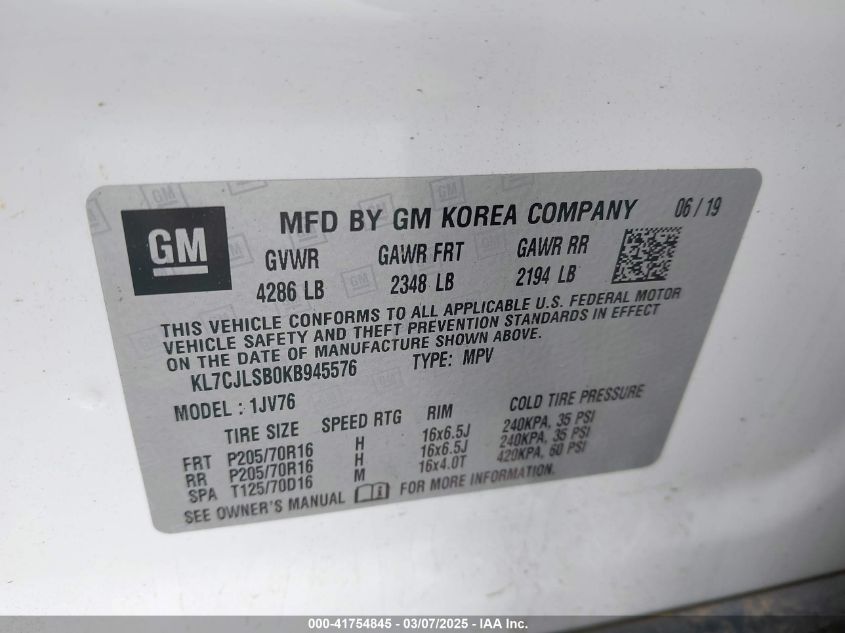 GM
MFD BY GM KOREA COMPANY 06 / 19
GVWR GAWR FRT GAWR RR
4286 LB 2348 LB 2194 LB
THIS VEHICLE CONFORMS TO ALL APPLICABLE U.S. FEDERAL MOTOR
VEHICLE SAFETY AND THEFT PREVENTION STANDARDS IN EFFECT
ON THE DATE OF MANUFACTURE SHOWN ABOVE.
KL7CJLSB0KB945576 TYPE: MPV
MODEL : 1JV76
TIRE SIZE SPEED RTG RIM COLD TIRE PRESSURE
FRT P205/70R16 H 16x6.5J 240KPA, 35 PSI
RR P205/70R16 H 16x6.5J 240KPA, 35 PSI
SPA T125/70D16 M 16x4.0T 420KPA, 60 PSI
SEE OWNER'S MANUAL FOR MORE INFORMATION.
000-41754845 - 03/07/2025 - IAA Inc.